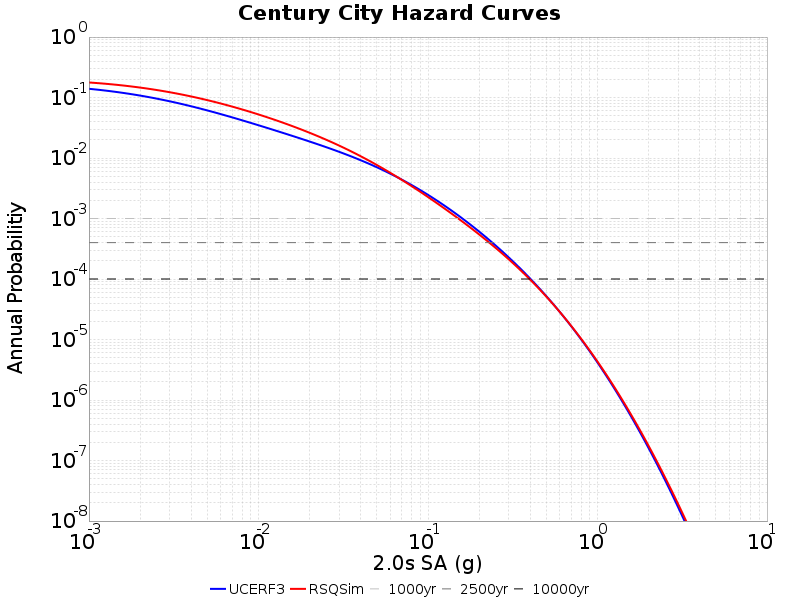 Century City Hazard Curves
Annual Probabilitiy
10^0
10^-1
10^-2
10^-3
10^-4
10^-5
10^-6
10^-7
10^-8
10^-3 10^-2 10^-1 10^0 10^1
2.0s SA (g)
UCERF3 RSQSim 1000yr 2500yr 10000yr